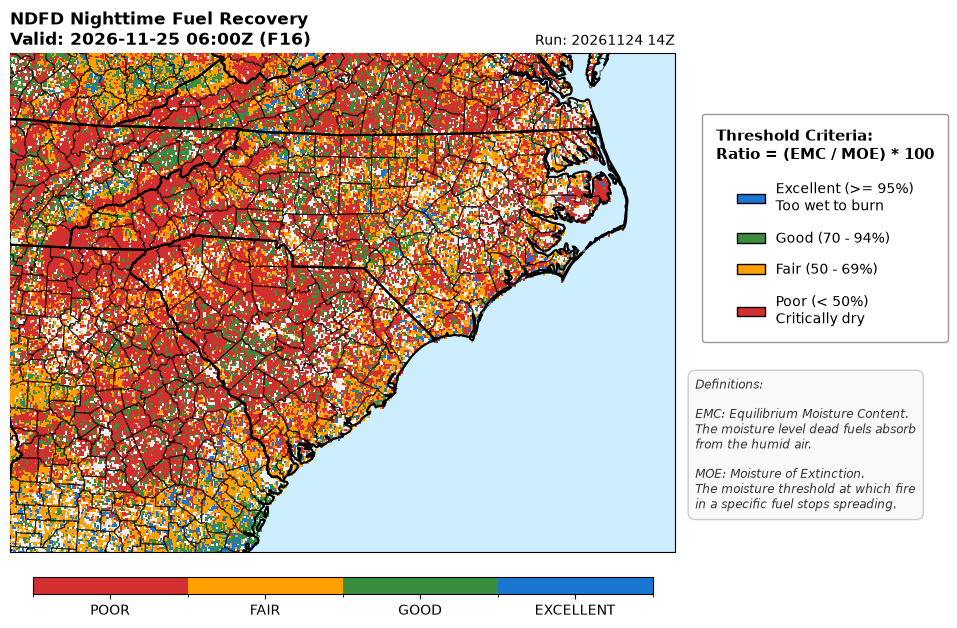 NDFD Nighttime Fuel Recovery
Valid: 2026-11-25 06:00Z (F16)
Run: 20261124 14Z
Threshold Criteria:
Ratio = (EMC / MOE) * 100
Excellent (>= 95%)
Too wet to burn
Good (70 - 94%)
Fair (50 - 69%)
Poor (< 50%)
Critically dry
Definitions:
EMC: Equilibrium Moisture Content.
The moisture level dead fuels absorb
from the humid air.
MOE: Moisture of Extinction.
The moisture threshold at which fire
in a specific fuel stops spreading.
POOR
FAIR
GOOD
EXCELLENT